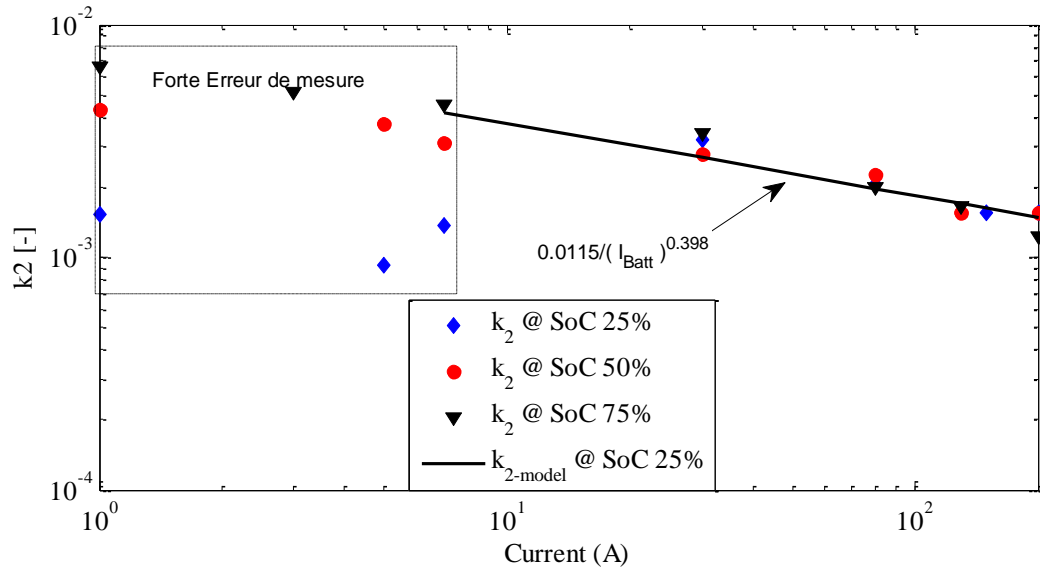 10^-2
Forte Erreur de mesure
k2 [-]
10^-3
0.0115/( I_Batt )^0.398
k_2 @ SoC 25%
k_2 @ SoC 50%
k_2 @ SoC 75%
k_2-model @ SoC 25%
10^-4
10^0
10^1
10^2
Current (A)